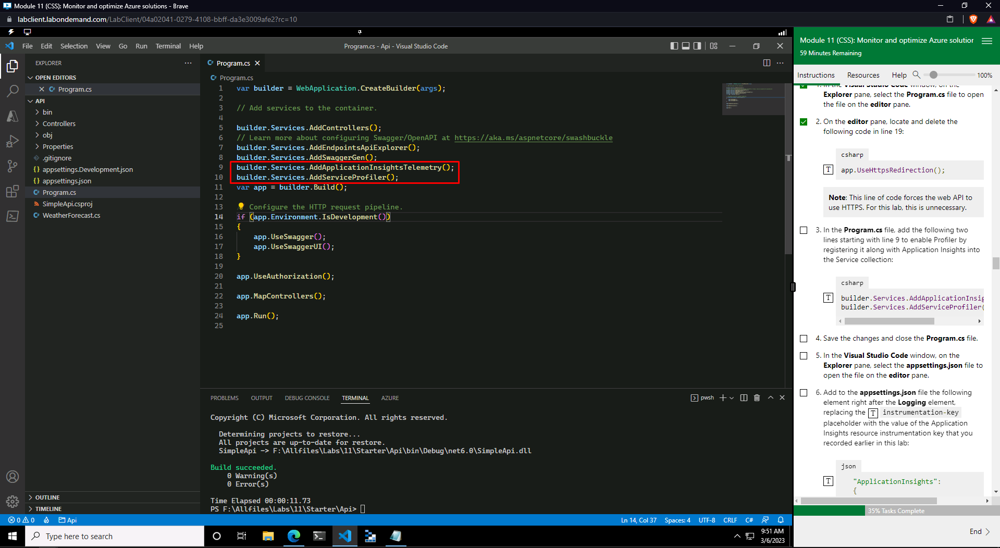 Module 11 (CSS): Monitor and optimize Azure solutions - Brave
labclient.labondemand.com/LabClient/04a02041-0279-4108-bbff-da3e3009afe2?rc=10
File Edit Selection View Go Run Terminal Help
Program.cs - Api - Visual Studio Code
EXPLORER
OPEN EDITORS
Program.cs
API
bin
Controllers
obj
Properties
.gitignore
appsettings.Development.json
appsettings.json
Program.cs
SimpleApi.csproj
WeatherForecast.cs
OUTLINE
TIMELINE
Program.cs
Program.cs
1 var builder = WebApplication.CreateBuilder(args);
2
3 // Add services to the container.
4
5 builder.Services.AddControllers();
6 // Learn more about configuring Swagger/OpenAPI at https://aka.ms/aspnetcore/swashbuckle
7 builder.Services.AddEndpointsApiExplorer();
8 builder.Services.AddSwaggerGen();
9 builder.Services.AddApplicationInsightsTelemetry();
10 builder.Services.AddServiceProfiler();
11 var app = builder.Build();
12
13 Configure the HTTP request pipeline.
14 if (app.Environment.IsDevelopment())
15 {
16 app.UseSwagger();
17 app.UseSwaggerUI();
18 }
19
20 app.UseAuthorization();
21
22 app.MapControllers();
23
24 app.Run();
25
PROBLEMS OUTPUT DEBUG CONSOLE TERMINAL AZURE
pwsh
Copyright (C) Microsoft Corporation. All rights reserved.
Determining projects to restore...
All projects are up-to-date for restore.
SimpleApi -> F:\Allfiles\Labs\11\Starter\Api\bin\Debug\net6.0\SimpleApi.dll
Build succeeded.
0 Warning(s)
0 Error(s)
Time Elapsed 00:00:11.73
PS F:\Allfiles\Labs\11\Starter\Api>
0 0 Api
Ln 14, Col 37 Spaces: 4 UTF-8 CRLF C#
Type here to search
9:51 AM
3/6/2023
Module 11 (CSS): Monitor and optimize Azure solution
59 Minutes Remaining
Instructions Resources Help 100%
1. In the Visual Studio Code window, on the
Explorer pane, select the Program.cs file to open
the file on the editor pane.
2. On the editor pane, locate and delete the
following code in line 19:
csharp
T app.UseHttpsRedirection();
Note: This line of code forces the web API to
use HTTPS. For this lab, this is unnecessary.
3. In the Program.cs file, add the following two
lines starting with line 9 to enable Profiler by
registering it along with Application Insights into
the Service collection:
csharp
T builder.Services.AddApplicationInsig
builder.Services.AddServiceProfiler(
4. Save the changes and close the Program.cs file.
5. In the Visual Studio Code window, on the
Explorer pane, select the appsettings.json file to
open the file on the editor pane.
6. Add to the appsettings.json file the following
element right after the Logging element,
replacing the T instrumentation-key
placeholder with the value of the Application
Insights resource instrumentation key that you
recorded earlier in this lab:
json
T "ApplicationInsights":
{
35% Tasks Complete
End